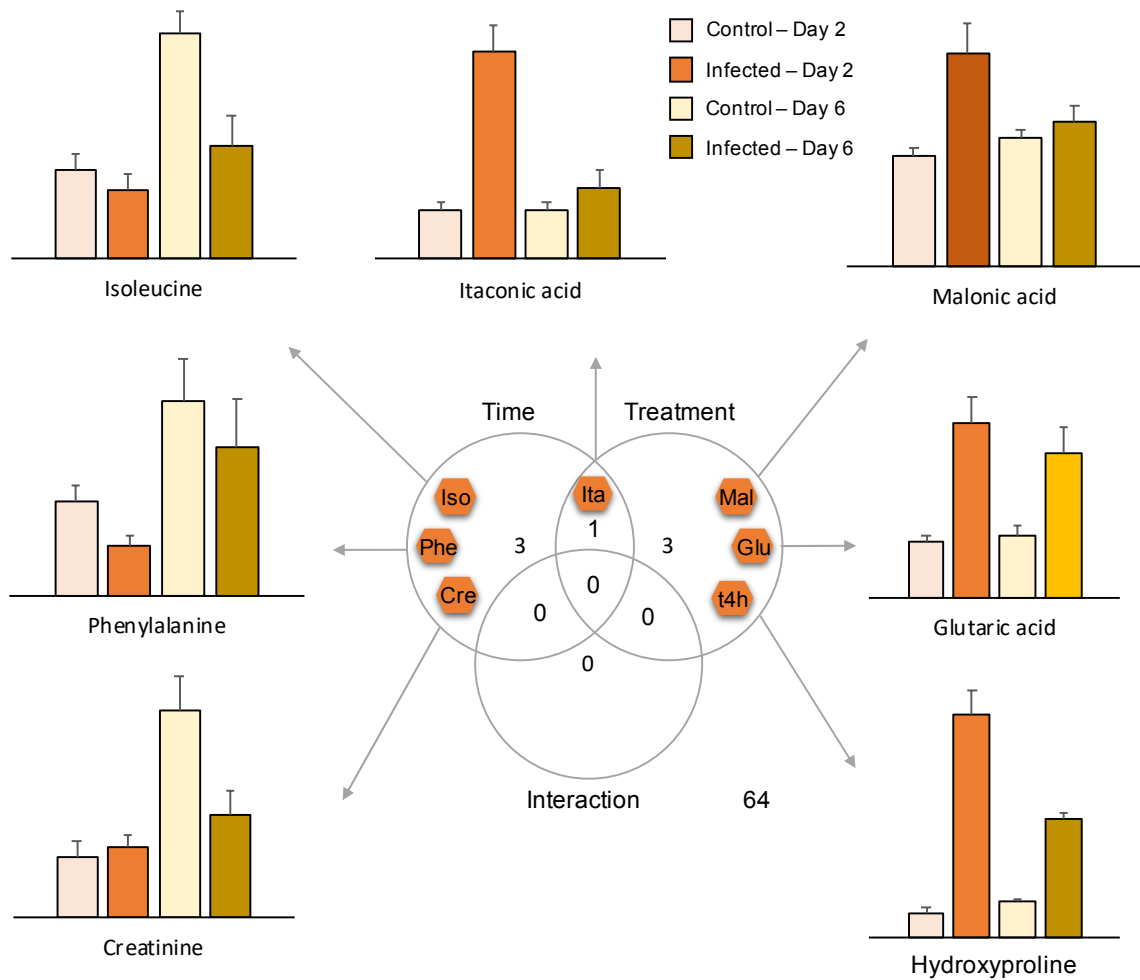 Control – Day 2
Infected – Day 2
Control – Day 6
Infected – Day 6
Isoleucine
Itaconic acid
Malonic acid
Time
Treatment
Iso
Ita
Mal
Phe
3
1
3
Glu
Cre
0
0
0
t4h
0
Phenylalanine
Glutaric acid
Interaction
64
Creatinine
Hydroxyproline